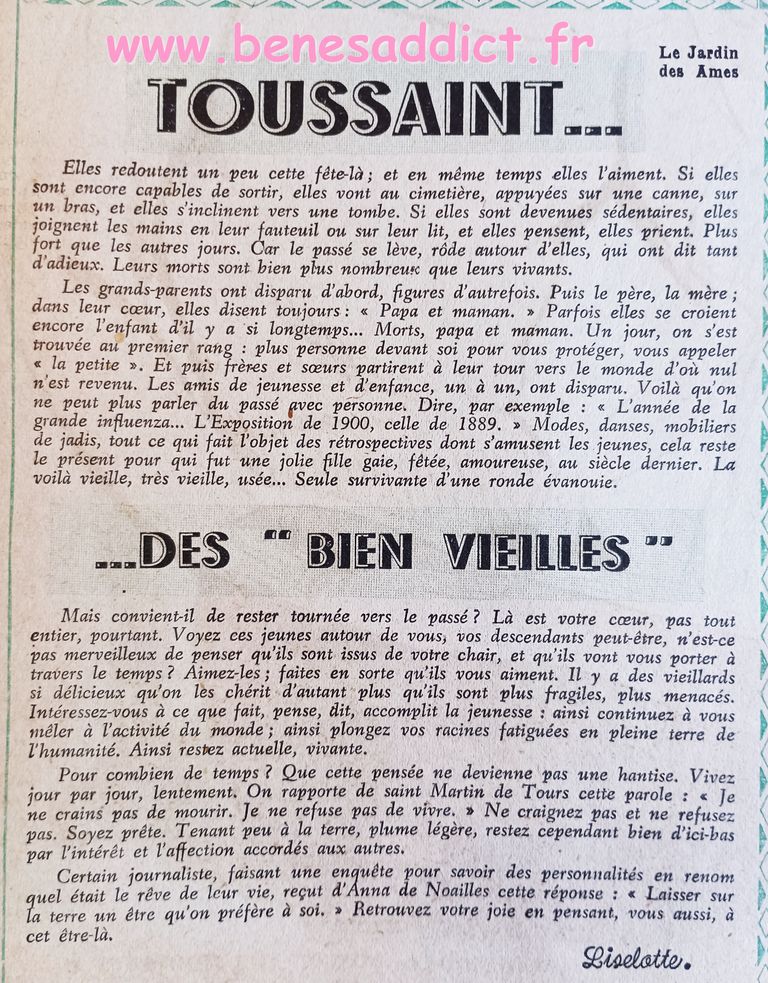 www.benesaddict.fr
Le Jardin
des Ames
TOUSSAINT...
Elles redoutent un peu cette fête-là ; et en même temps elles l'aiment. Si elles
sont encore capables de sortir, elles vont au cimetière, appuyées sur une canne, sur
un bras, et elles s'inclinent vers une tombe. Si elles sont devenues sédentaires, elles
joignent les mains en leur fauteuil ou sur leur lit, et elles pensent, elles prient. Plus
fort que les autres jours. Car le passé se lève, rôde autour d'elles, qui ont dit tant
d'adieux. Leurs morts sont bien plus nombreux que leurs vivants.
Les grands-parents ont disparu d'abord, figures d'autrefois. Puis le père, la mère ;
dans leur cœur, elles disent toujours : « Papa et maman. » Parfois elles se croient
encore l'enfant d'il y a si longtemps... Morts, papa et maman. Un jour, on s'est
trouvée au premier rang : plus personne devant soi pour vous protéger, vous appeler
« la petite ». Et puis frères et sœurs partirent à leur tour vers le monde d'où nul
n'est revenu. Les amis de jeunesse et d'enfance, un à un, ont disparu. Voilà qu'on
ne peut plus parler du passé avec personne. Dire, par exemple : « L'année de la
grande influenza... L'Exposition de 1900, celle de 1889. » Modes, danses, mobiliers
de jadis, tout ce qui fait l'objet des rétrospectives dont s'amusent les jeunes, cela reste
le présent pour qui fut une jolie fille gaie, fêtée, amoureuse, au siècle dernier. La
voilà vieille, très vieille, usée... Seule survivante d'une ronde évanouie.
...DES " BIEN VIEILLES "
Mais convient-il de rester tournée vers le passé ? Là est votre cœur, pas tout
entier, pourtant. Voyez ces jeunes autour de vous, vos descendants peut-être, n'est-ce
pas merveilleux de penser qu'ils sont issus de votre chair, et qu'ils vont vous porter à
travers le temps ? Aimez-les ; faites en sorte qu'ils vous aiment. Il y a des vieillards
si délicieux qu'on les chérit d'autant plus qu'ils sont plus fragiles, plus menacés.
Intéressez-vous à ce que fait, pense, dit, accomplit la jeunesse : ainsi continuez à vous
mêler à l'activité du monde ; ainsi plongez vos racines fatiguées en pleine terre de
l'humanité. Ainsi restez actuelle, vivante.
Pour combien de temps ? Que cette pensée ne devienne pas une hantise. Vivez
jour par jour, lentement. On rapporte de saint Martin de Tours cette parole : « Je
ne crains pas de mourir. Je ne refuse pas de vivre. » Ne craignez pas et ne refusez
pas. Soyez prête. Tenant peu à la terre, plume légère, restez cependant bien d'ici-bas
par l'intérêt et l'affection accordés aux autres.
Certain journaliste, faisant une enquête pour savoir des personnalités en renom
quel était le rêve de leur vie, reçut d'Anna de Noailles cette réponse : « Laisser sur
la terre un être qu'on préfère à soi. » Retrouvez votre joie en pensant, vous aussi, à
cet être-là.
Liselotte.